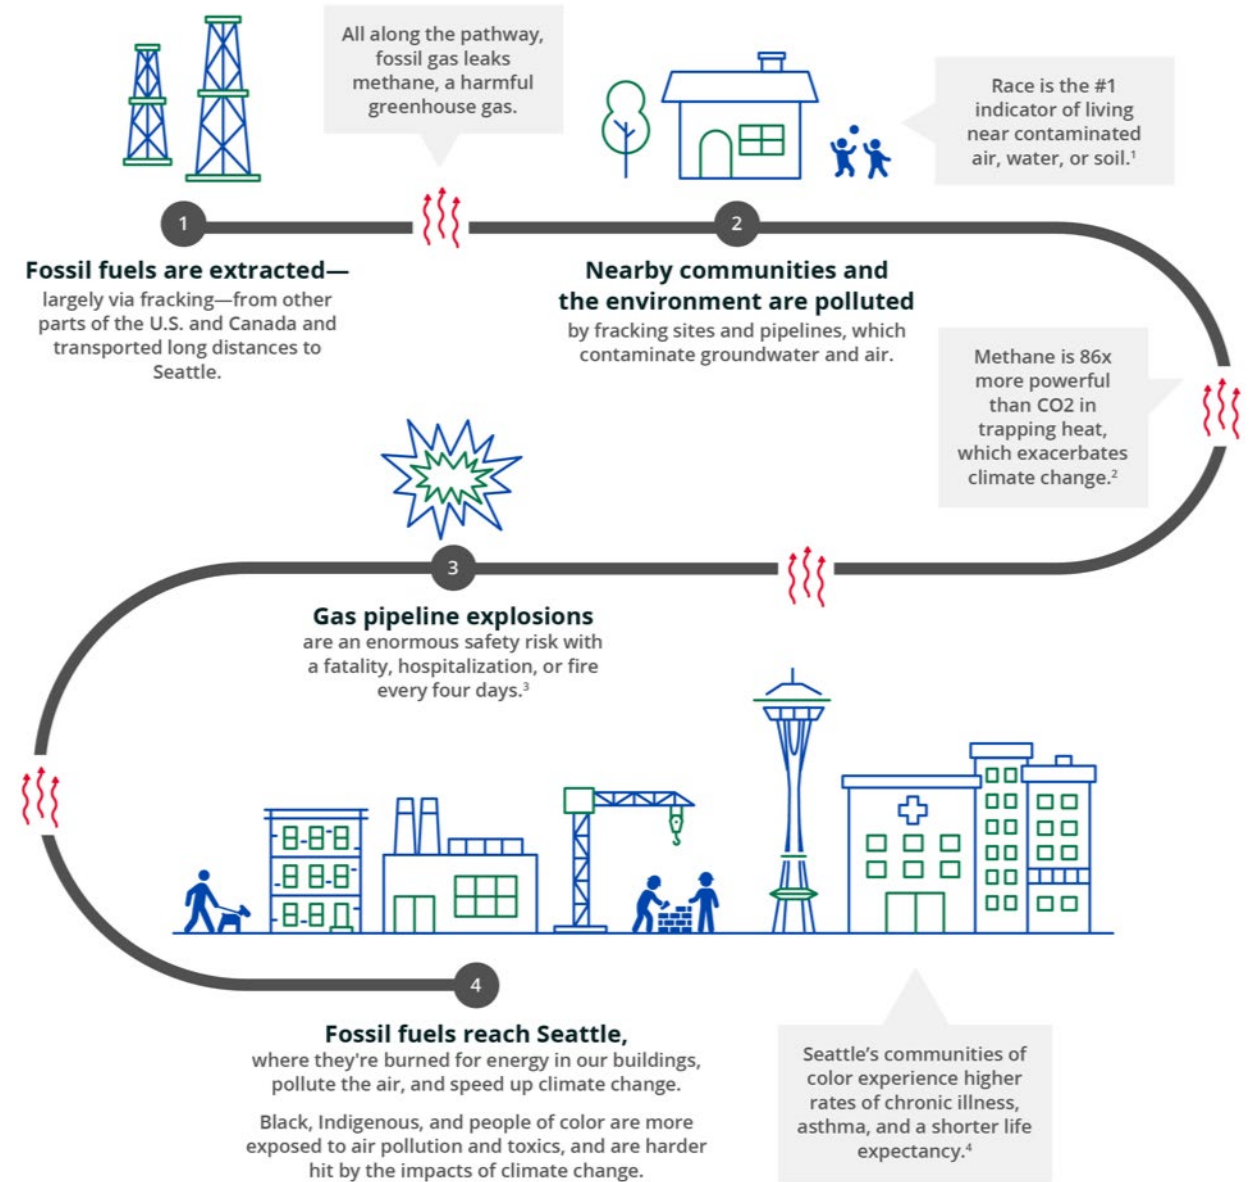 All along the pathway,
fossil gas leaks
methane, a harmful
greenhouse gas.
Race is the #1
indicator of living
near contaminated
air, water, or soil.¹
1
2
Fossil fuels are extracted—
largely via fracking—from other
parts of the U.S. and Canada and
transported long distances to
Seattle.
Nearby communities and
the environment are polluted
by fracking sites and pipelines, which
contaminate groundwater and air.
Methane is 86x
more powerful
than CO2 in
trapping heat,
which exacerbates
climate change.²
3
Gas pipeline explosions
are an enormous safety risk with
a fatality, hospitalization, or fire
every four days.³
4
Fossil fuels reach Seattle,
where they're burned for energy in our buildings,
pollute the air, and speed up climate change.
Black, Indigenous, and people of color are more
exposed to air pollution and toxics, and are harder
hit by the impacts of climate change.
Seattle’s communities of
color experience higher
rates of chronic illness,
asthma, and a shorter life
expectancy.⁴